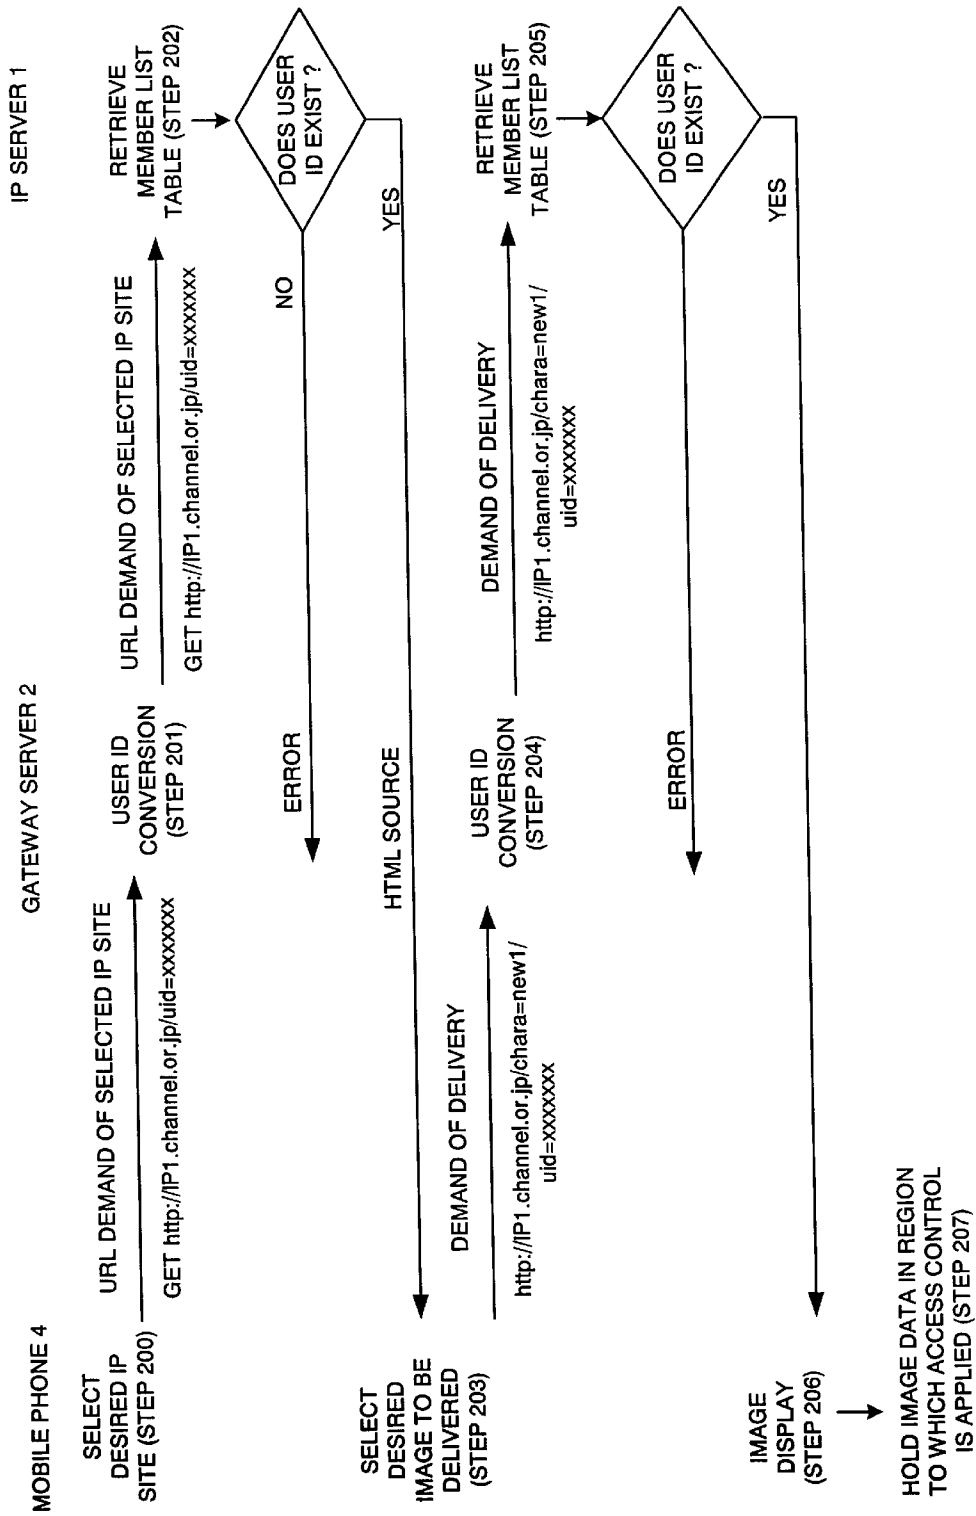 MOBILE PHONE 4
GATEWAY SERVER 2
IP SERVER 1
SELECT
DESIRED IP
SITE (STEP 200)
URL DEMAND OF SELECTED IP SITE
GET http://IP1.channel.or.jp/uid=xxxxxxx
USER ID
CONVERSION
(STEP 201)
URL DEMAND OF SELECTED IP SITE
GET http://IP1.channel.or.jp/uid=xxxxxxx
RETRIEVE
MEMBER LIST
TABLE (STEP 202)
DOES USER
ID EXIST ?
NO
ERROR
YES
HTML SOURCE
SELECT
DESIRED
IMAGE TO BE
DELIVERED
(STEP 203)
DEMAND OF DELIVERY
http://IP1.channel.or.jp/chara=new1/
uid=xxxxxxx
USER ID
CONVERSION
(STEP 204)
DEMAND OF DELIVERY
http://IP1.channel.or.jp/chara=new1/
uid=xxxxxxx
RETRIEVE
MEMBER LIST
TABLE (STEP 205)
DOES USER
ID EXIST ?
ERROR
YES
IMAGE
DISPLAY
(STEP 206)
HOLD IMAGE DATA IN REGION
TO WHICH ACCESS CONTROL
IS APPLIED (STEP 207)